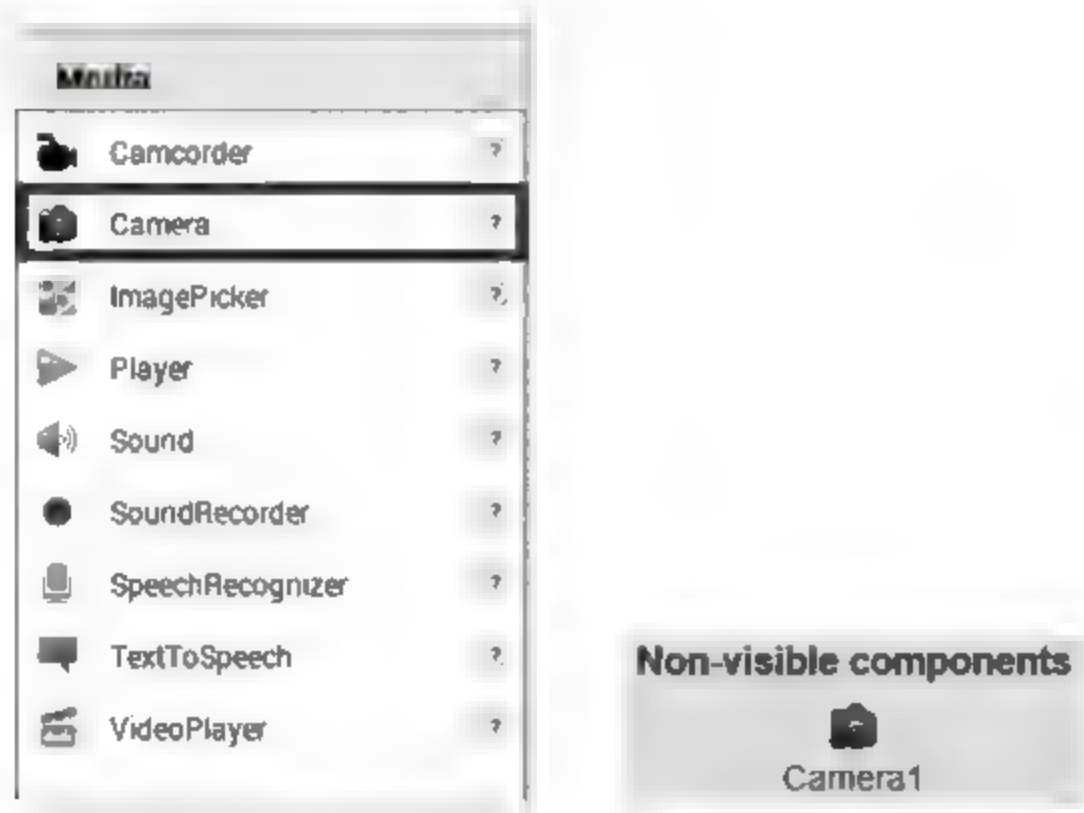 Media
Camcorder ?
Camera ?
ImagePicker ?
Player ?
Sound ?
SoundRecorder ?
SpeechRecognizer ?
TextToSpeech ?
VideoPlayer ?
Non-visible components
Camera1